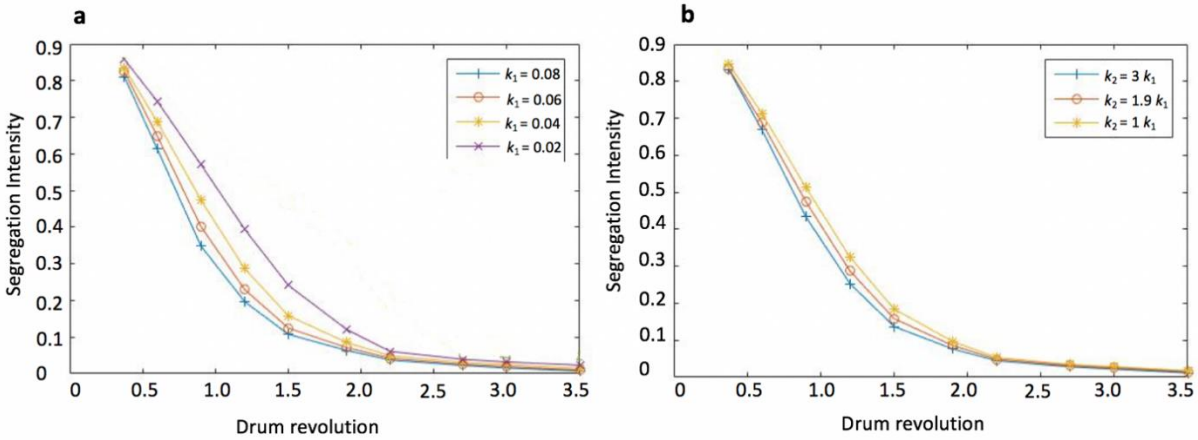 a
0.9
0.8
0.7
0.6
0.5
0.4
0.3
0.2
0.1
0
Segregation Intensity
k1 = 0.08
k1 = 0.06
k1 = 0.04
k1 = 0.02
0 0.5 1.0 1.5 2.0 2.5 3.0 3.5
Drum revolution
b
0.9
0.8
0.7
0.6
0.5
0.4
0.3
0.2
0.1
0
Segregation Intensity
k2 = 3 k1
k2 = 1.9 k1
k2 = 1 k1
0 0.5 1.0 1.5 2.0 2.5 3.0 3.5
Drum revolution